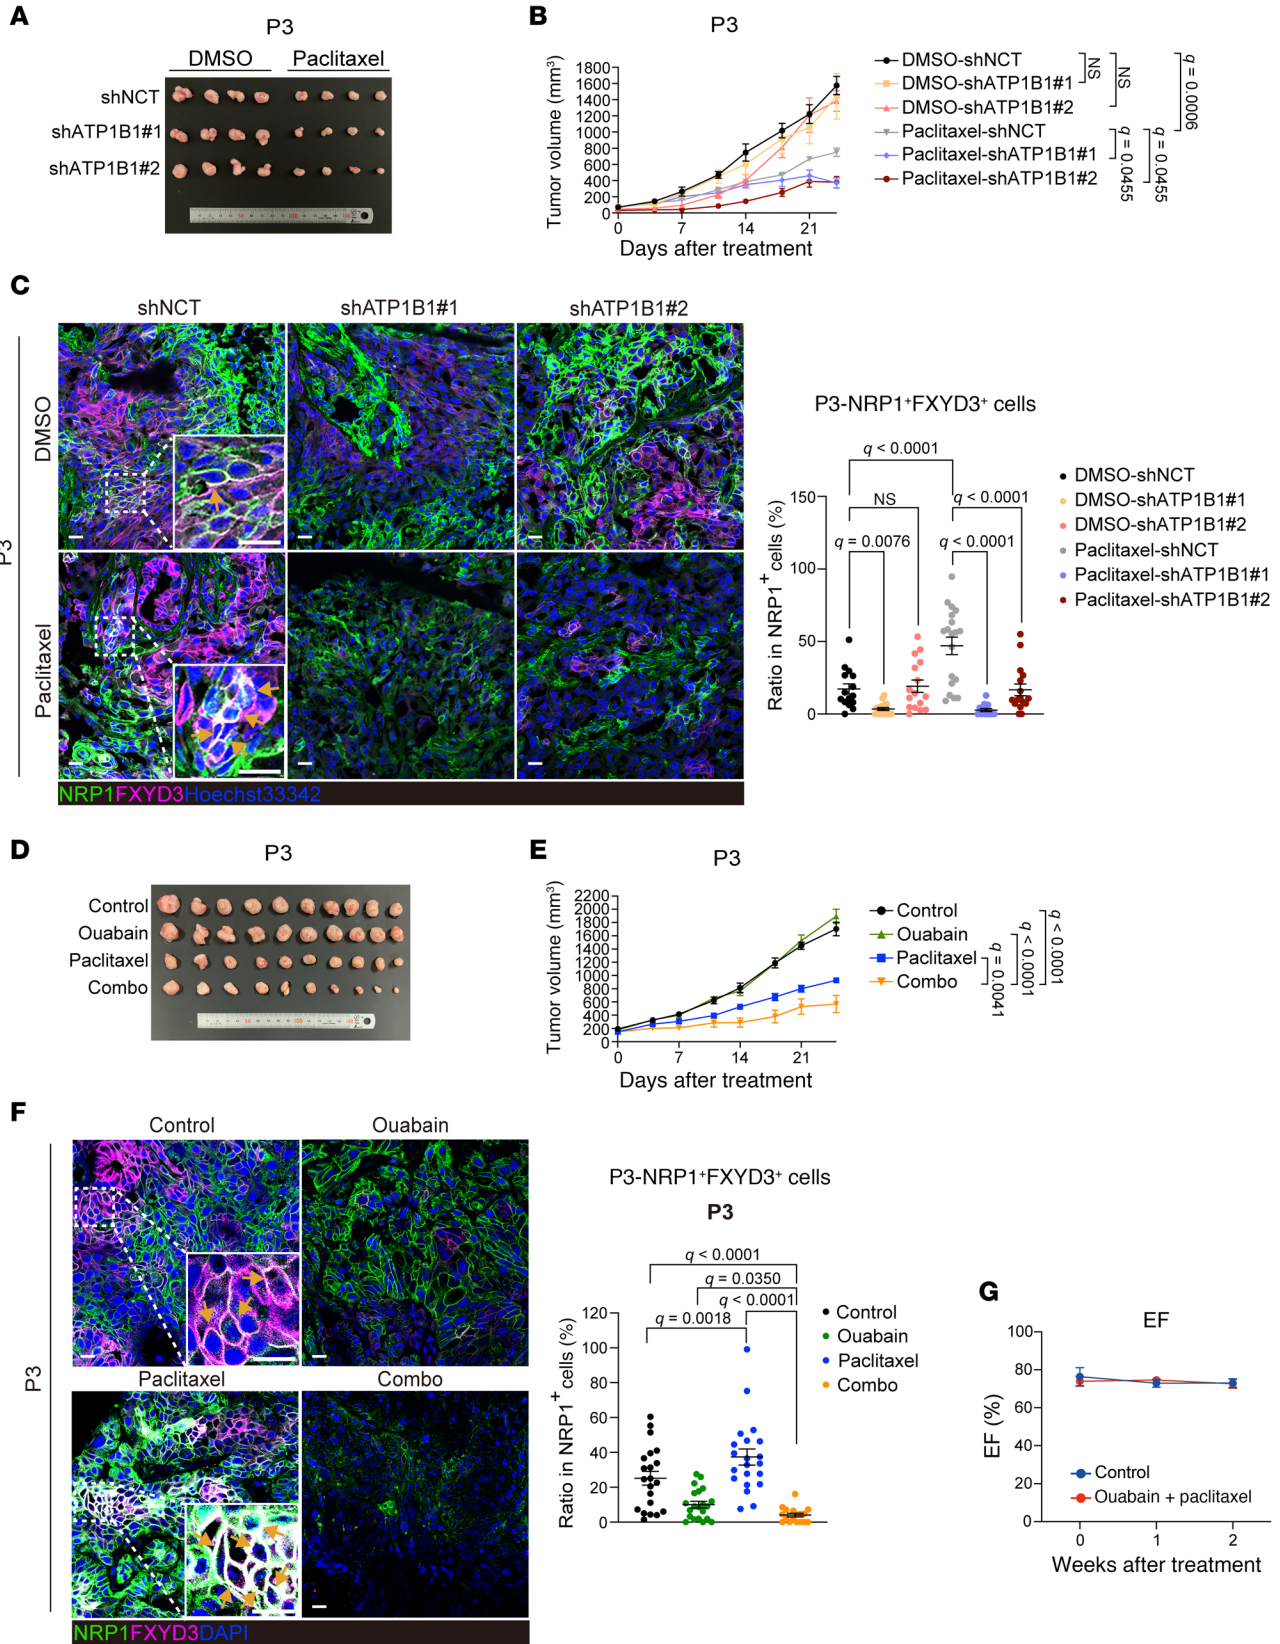 A
P3
DMSO Paclitaxel
shNCT
shATP1B1#1
shATP1B1#2
B
P3
Tumor volume (mm³)
1800
1600
1400
1200
1000
800
600
400
200
0
0 7 14 21
Days after treatment
DMSO-shNCT
DMSO-shATP1B1#1
DMSO-shATP1B1#2
Paclitaxel-shNCT
Paclitaxel-shATP1B1#1
Paclitaxel-shATP1B1#2
NS
NS
q = 0.0006
q = 0.0455
q = 0.0455
C
shNCT shATP1B1#1 shATP1B1#2
P3
DMSO
Paclitaxel
NRP1FXYD3Hoechst33342
P3-NRP1⁺FXYD3⁺ cells
q < 0.0001
NS
q < 0.0001
q = 0.0076
q < 0.0001
Ratio in NRP1⁺ cells (%)
150
100
50
0
DMSO-shNCT
DMSO-shATP1B1#1
DMSO-shATP1B1#2
Paclitaxel-shNCT
Paclitaxel-shATP1B1#1
Paclitaxel-shATP1B1#2
D
P3
Control
Ouabain
Paclitaxel
Combo
E
P3
Tumor volume (mm³)
2200
2000
1800
1600
1400
1200
1000
800
600
400
200
0
0 7 14 21
Days after treatment
Control
Ouabain
Paclitaxel
Combo
q = 0.0041
q < 0.0001
q < 0.0001
F
Control Ouabain
P3
Paclitaxel Combo
NRP1FXYD3DAPI
P3-NRP1⁺FXYD3⁺ cells
P3
q < 0.0001
q = 0.0350
q < 0.0001
q = 0.0018
Ratio in NRP1⁺ cells (%)
120
100
80
60
40
20
0
Control
Ouabain
Paclitaxel
Combo
G
EF
EF (%)
100
80
60
40
20
0
Control
Ouabain + paclitaxel
0 1 2
Weeks after treatment